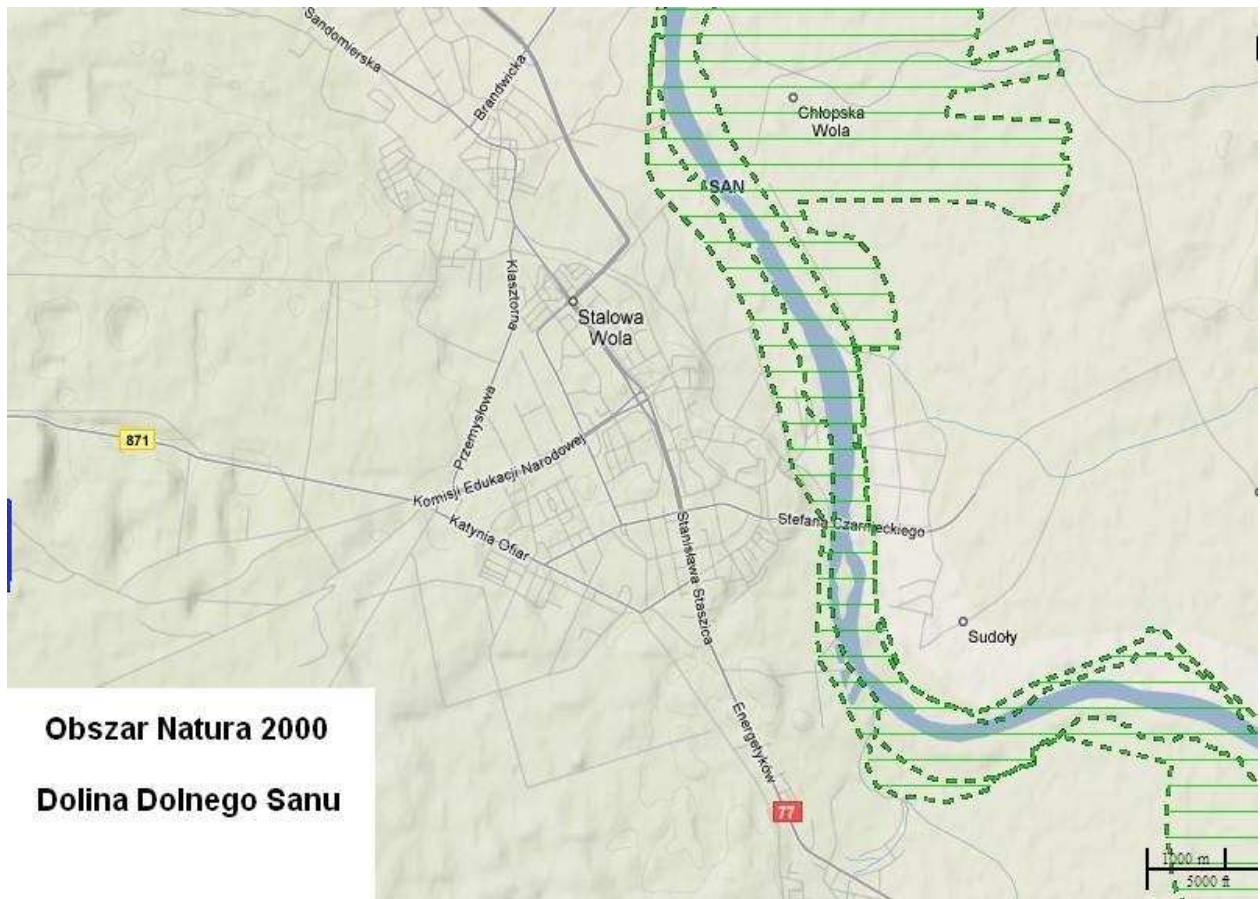 Sandomierska
Brandwicka
Chłopska
Wola
SAN
Klasztorna
Stalowa
Wola
Przemysłowa
871
Komisji Edukacji Narodowej
Katynia Ofiar
Stanisława Staszica
Stefana Czarnieckiego
Sudoły
Energetyków
77
Obszar Natura 2000
Dolina Dolnego Sanu
1000 m
5000 ft